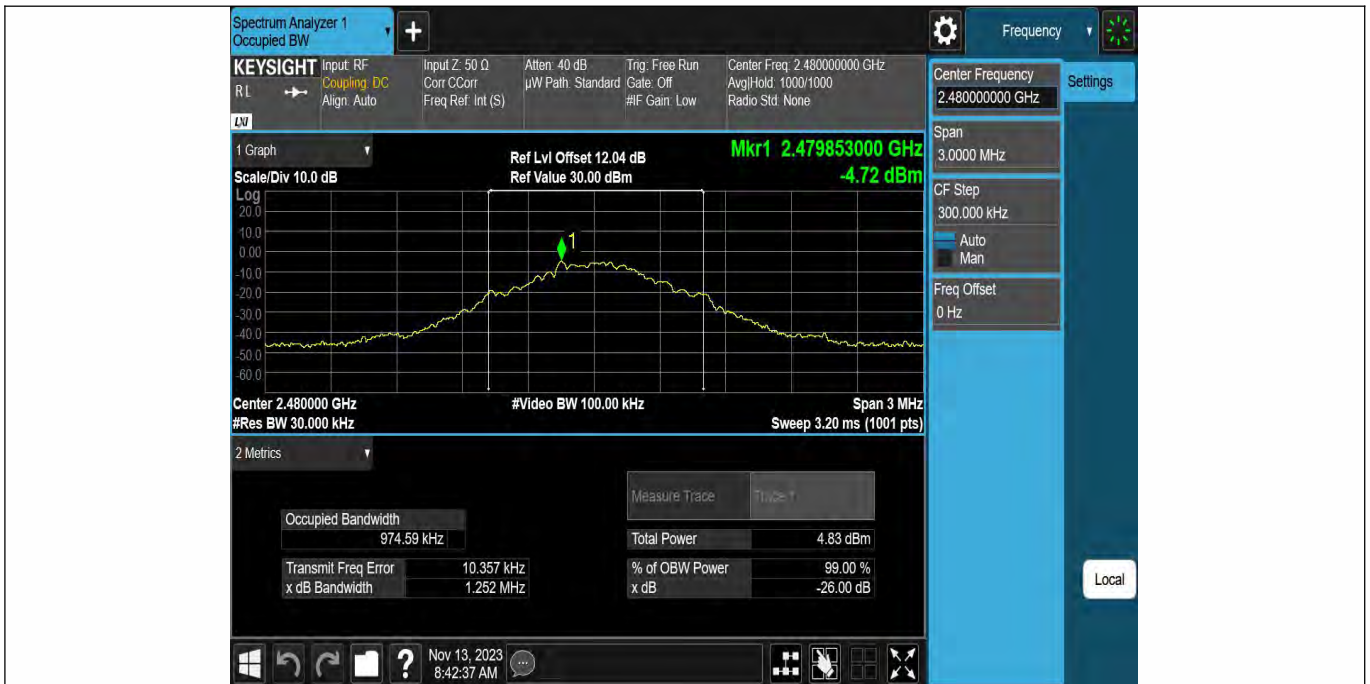 Spectrum Analyzer 1
Occupied BW
+
Frequency
KEYSIGHT
RL
LXI
Input: RF
Coupling: DC
Align: Auto
Input Z: 50 Ω
Corr CCorr
Freq Ref: Int (S)
Atten: 40 dB
µW Path: Standard
Trig: Free Run
Gate: Off
#IF Gain: Low
Center Freq: 2.480000000 GHz
Avg|Hold: 1000/1000
Radio Std: None
Center Frequency
2.480000000 GHz
Settings
Span
3.0000 MHz
CF Step
300.000 kHz
Auto
Man
Freq Offset
0 Hz
Local
1 Graph
Scale/Div 10.0 dB
Ref Lvl Offset 12.04 dB
Ref Value 30.00 dBm
Mkr1 2.479853000 GHz
-4.72 dBm
Log
20.0
10.0
0.00
-10.0
-20.0
-30.0
-40.0
-50.0
-60.0
1
Center 2.480000 GHz
#Res BW 30.000 kHz
#Video BW 100.00 kHz
Span 3 MHz
Sweep 3.20 ms (1001 pts)
2 Metrics
Measure Trace
Trace 1
Occupied Bandwidth
974.59 kHz
Total Power 4.83 dBm
Transmit Freq Error 10.357 kHz
% of OBW Power 99.00 %
x dB Bandwidth 1.252 MHz
x dB -26.00 dB
?
Nov 13, 2023
8:42:37 AM